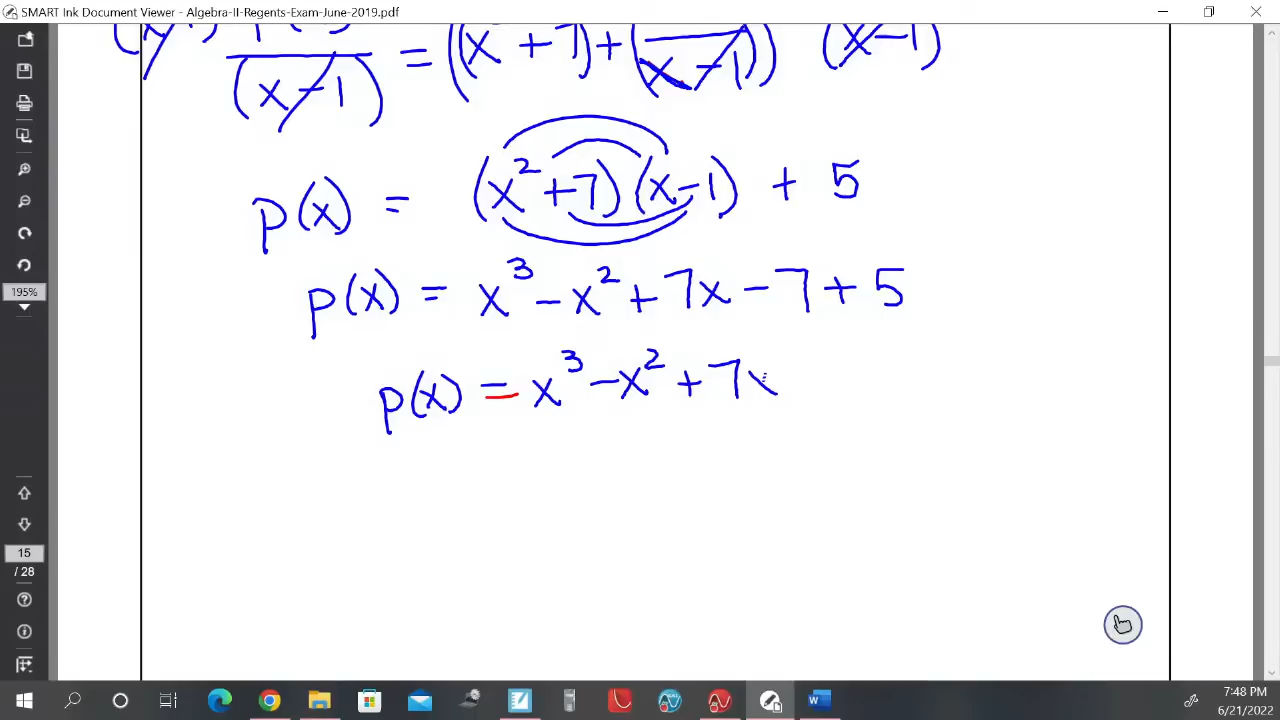 SMART Ink Document Viewer - Algebra-II-Regents-Exam-June-2019.pdf
(x-1) = (x + 7) + (x-1) (x-1)
p(x) = (x² + 7)(x-1) + 5
p(x) = x³ - x² + 7x - 7 + 5
p(x) = x³ - x² + 7x
195%
15
/ 28
7:48 PM
6/21/2022